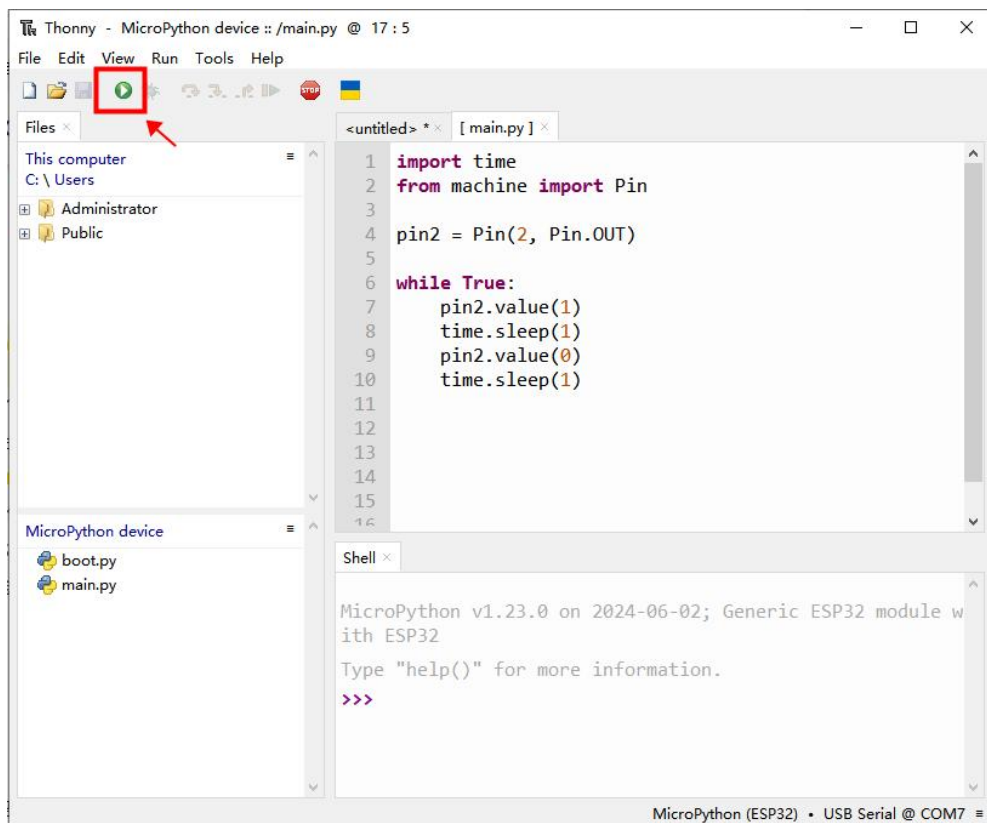 Thonny - MicroPython device :: /main.py @ 17 : 5
File Edit View Run Tools Help
STOP
Files
This computer
C: \ Users
Administrator
Public
MicroPython device
boot.py
main.py
<untitled> *
[ main.py ]
1 import time
2 from machine import Pin
3
4 pin2 = Pin(2, Pin.OUT)
5
6 while True:
7     pin2.value(1)
8     time.sleep(1)
9     pin2.value(0)
10     time.sleep(1)
11
12
13
14
15
16
Shell
MicroPython v1.23.0 on 2024-06-02; Generic ESP32 module w
ith ESP32
Type "help()" for more information.
>>>
MicroPython (ESP32) • USB Serial @ COM7 ≡